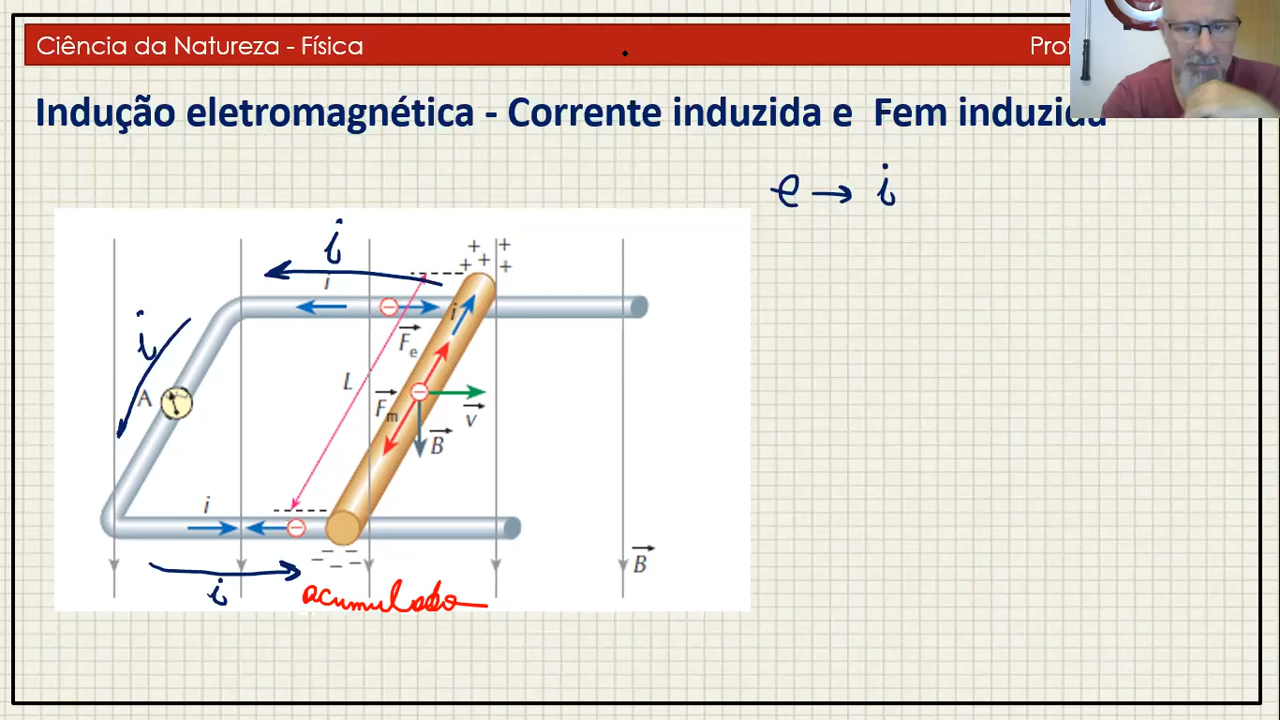 Ciência da Natureza - Física
Prof
Indução eletromagnética - Corrente induzida e Fem induzida
e → i
i
+ +
+ + +
i
i
−
i
F⃗e
i
L
−
A
F⃗m
v⃗
B⃗
i
−
− − − − −
B⃗
i
acumulado